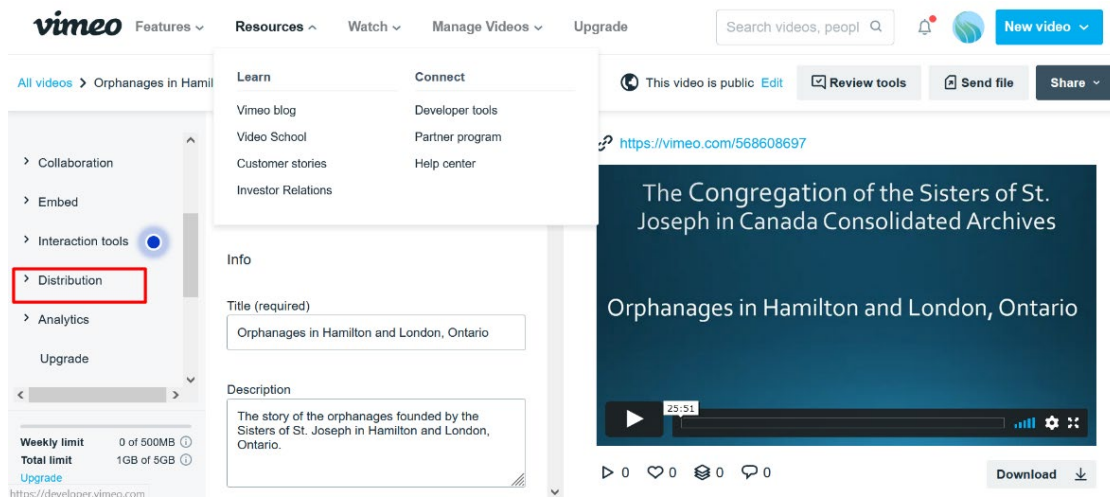 vimeo Features Resources Watch Manage Videos Upgrade Search videos, peopl New video
All videos > Orphanages in Hamil
This video is public Edit Review tools Send file Share
Learn
Vimeo blog
Video School
Customer stories
Investor Relations
Connect
Developer tools
Partner program
Help center
Collaboration
Embed
Interaction tools
Distribution
Analytics
Upgrade
Weekly limit 0 of 500MB
Total limit 1GB of 5GB
Upgrade
https://developer.vimeo.com
Info
Title (required)
Orphanages in Hamilton and London, Ontario
Description
The story of the orphanages founded by the
Sisters of St. Joseph in Hamilton and London,
Ontario.
https://vimeo.com/568608697
The Congregation of the Sisters of St.
Joseph in Canada Consolidated Archives
Orphanages in Hamilton and London, Ontario
25:51
0 0 0 0
Download